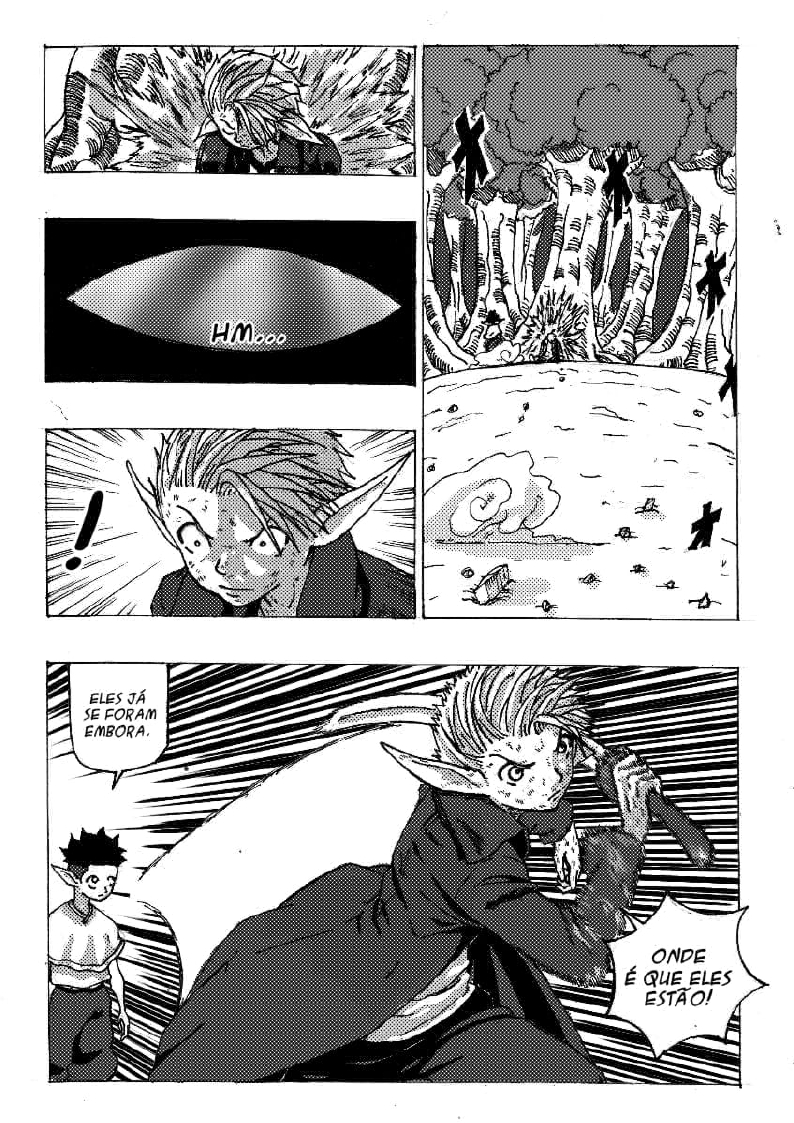 HM...
!
ONDE
É QUE ELES
ESTÃO!
ELES JÁ
SE FORAM
EMBORA.